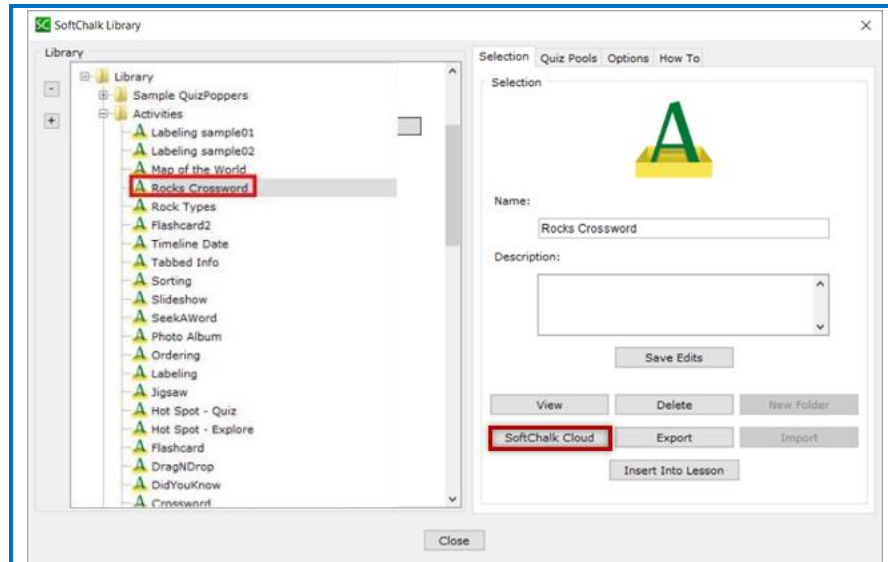 SC SoftChalk Library
Library
-
+
Library
Sample QuizPoppers
Activities
Labeling sample01
Labeling sample02
Map of the World
Rocks Crossword
Rock Types
Flashcard2
Timeline Date
Tabbed Info
Sorting
Slideshow
SeekAWord
Photo Album
Ordering
Labeling
Jigsaw
Hot Spot - Quiz
Hot Spot - Explore
Flashcard
DragNDrop
DidYouKnow
Crossword
Selection Quiz Pools Options How To
Selection
A
Name:
Rocks Crossword
Description:
Save Edits
View Delete New Folder
SoftChalk Cloud Export Import
Insert Into Lesson
Close